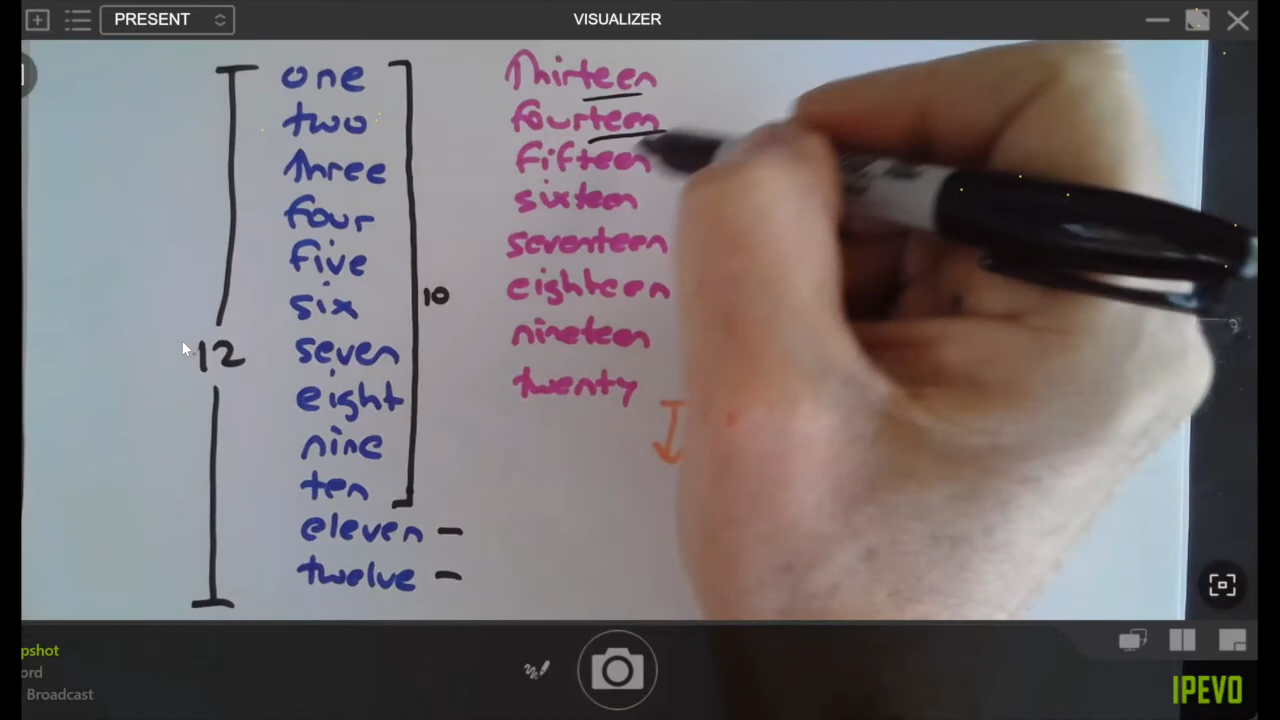 PRESENT
VISUALIZER
one
two
three
four
five
six
seven
eight
nine
ten
eleven -
twelve -
12
10
Thirteen
fourteen
fifteen
sixteen
seventeen
eighteen
nineteen
twenty
pshot
ord
Broadcast
IPEVO